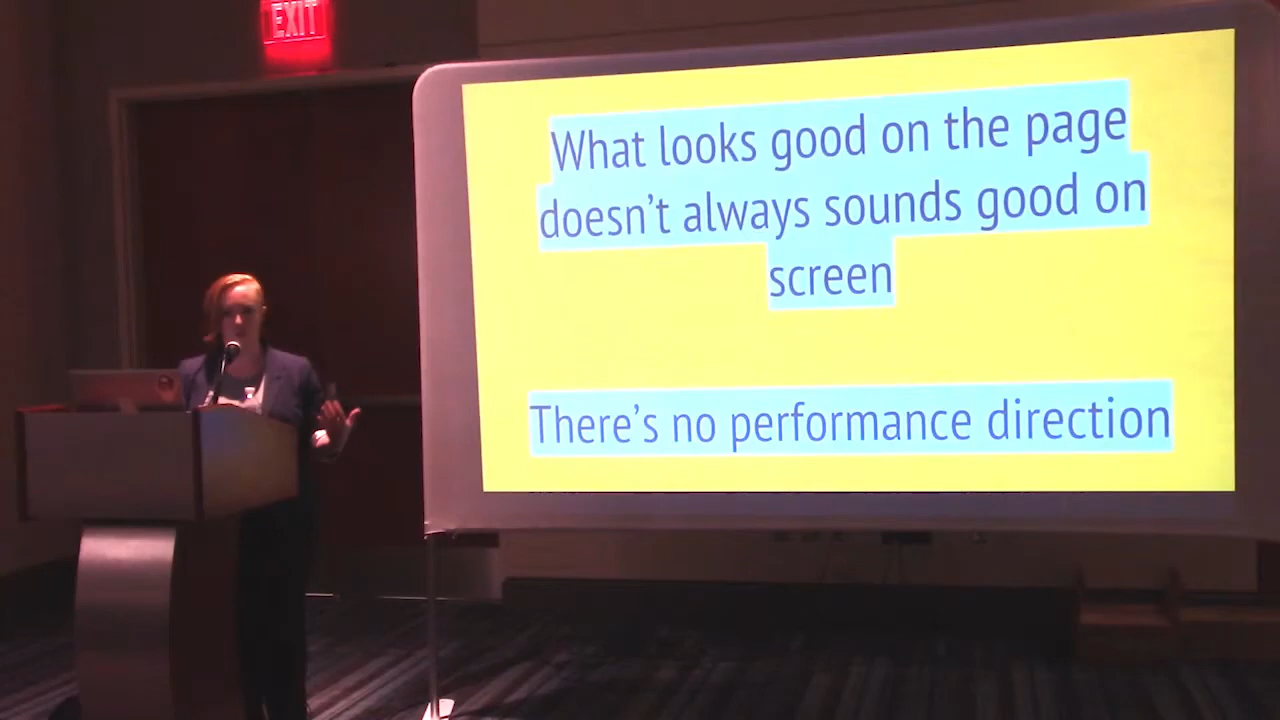 EXIT
What looks good on the page
doesn't always sounds good on
screen
There's no performance direction